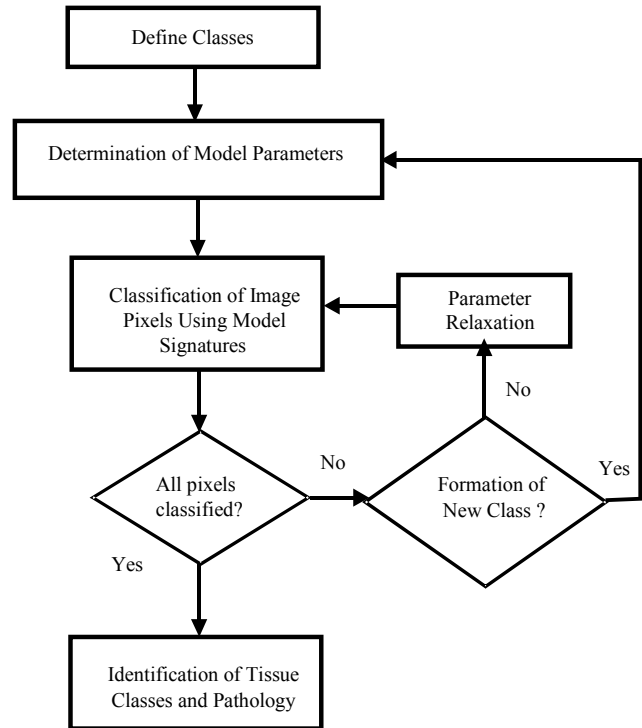 Define Classes
Determination of Model Parameters
Classification of Image
Pixels Using Model
Signatures
Parameter
Relaxation
No
No
Yes
All pixels
classified?
Formation of
New Class ?
Yes
Identification of Tissue
Classes and Pathology